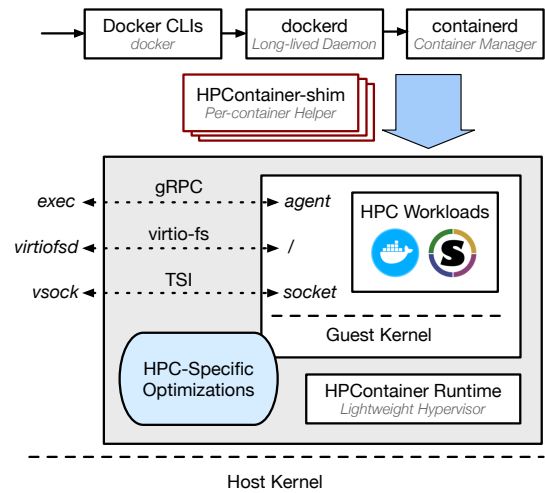 Docker CLIs
docker
dockerd
Long-lived Daemon
containerd
Container Manager
HPContainer-shim
Per-container Helper
exec
gRPC
agent
virtiofsd
virtio-fs
/
vsock
TSI
socket
HPC Workloads
S
Guest Kernel
HPC-Specific
Optimizations
HPContainer Runtime
Lightweight Hypervisor
Host Kernel